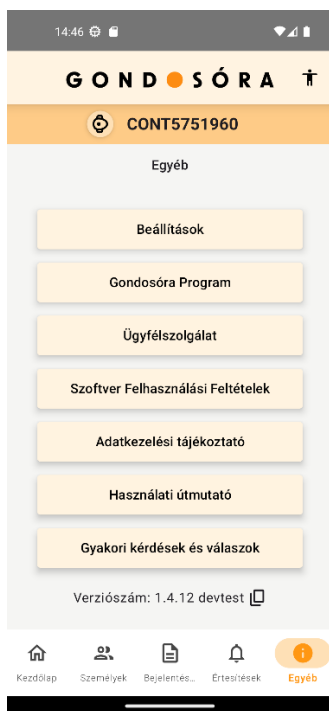 14:46
GONDOSÓRA
CONT5751960
Egyéb
Beállítások
Gondosóra Program
Ügyfélszolgálat
Szoftver Felhasználási Feltételek
Adatkezelési tájékoztató
Használati útmutató
Gyakori kérdések és válaszok
Verziószám: 1.4.12 devtest
Kezdőlap Személyek Bejelentés... Értesítések Egyéb